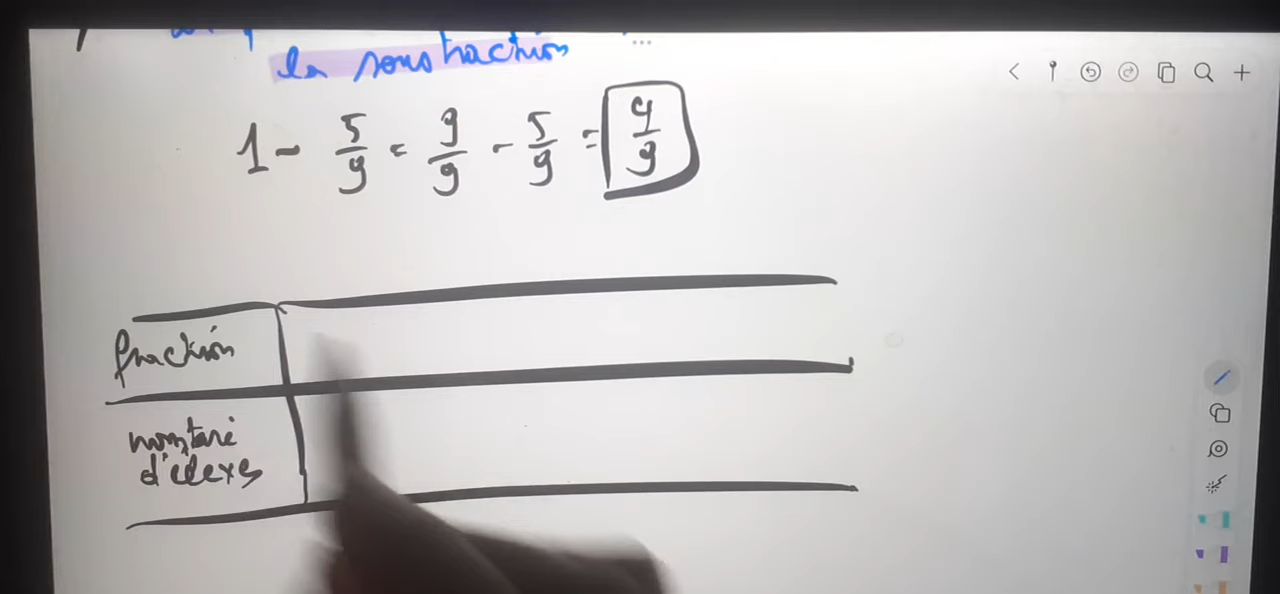 la soustraction
1 - 5/9 = 9/9 - 5/9 = 4/9
fraction
nombre
d'élèves